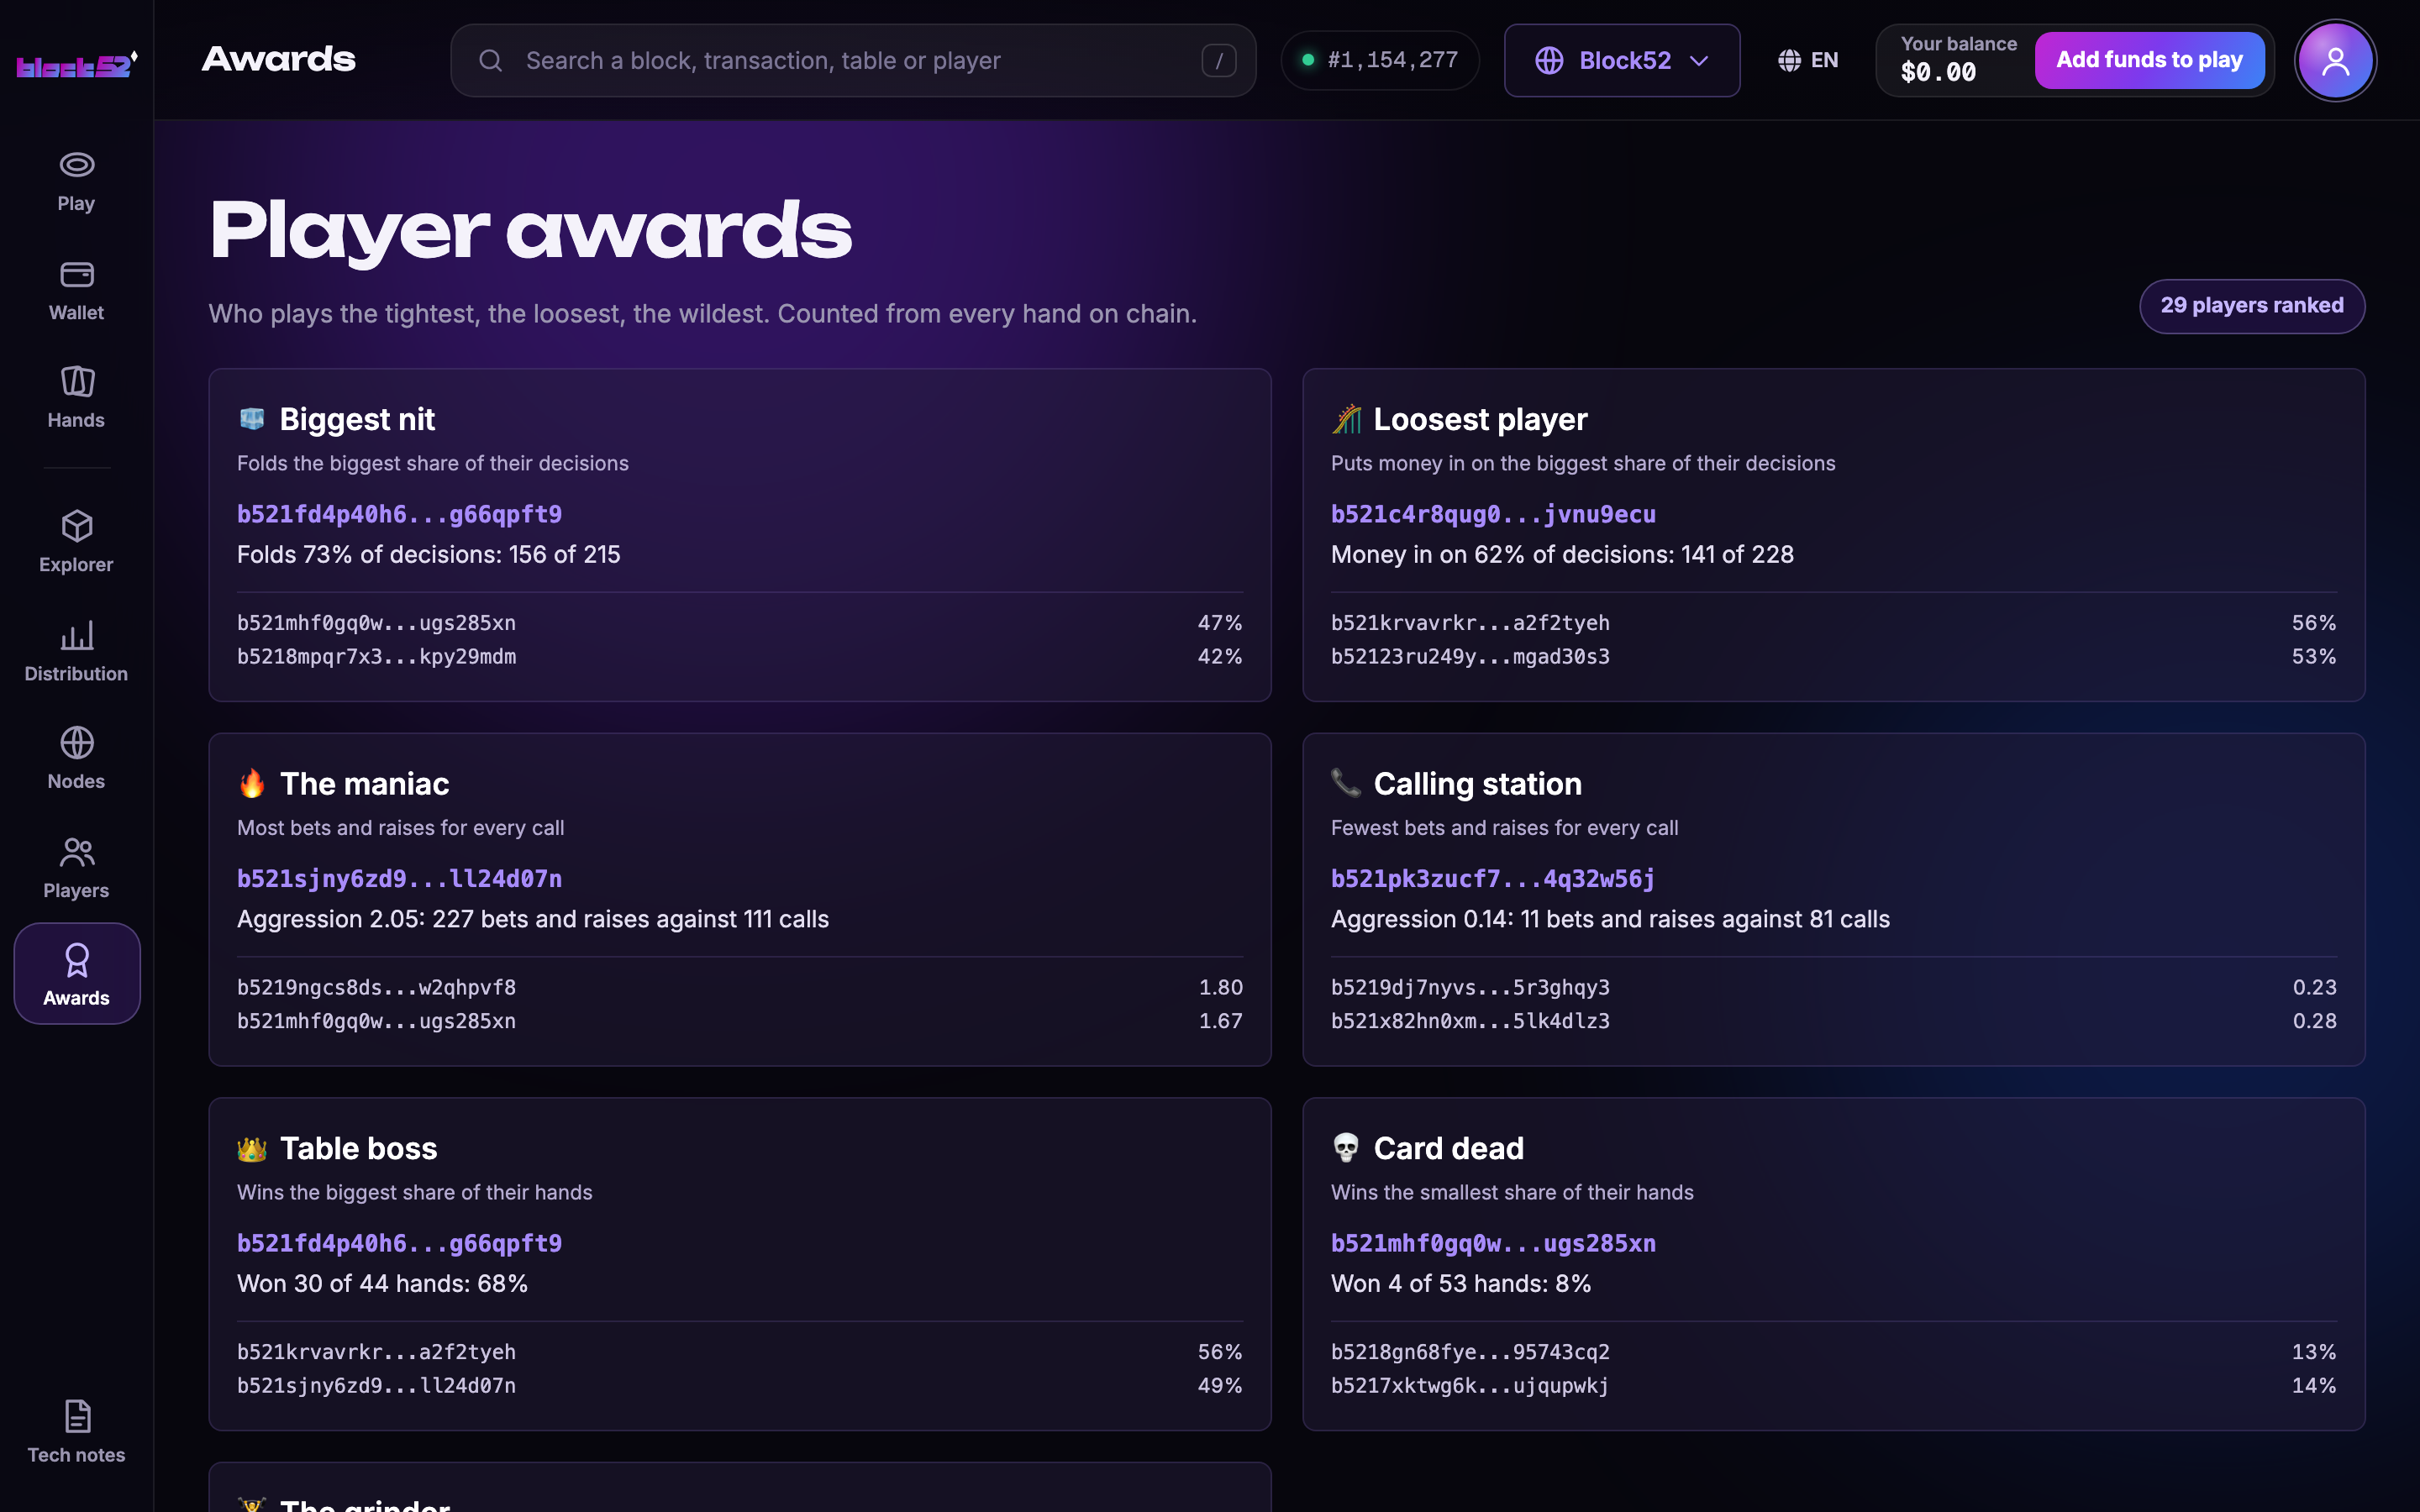 block52
Awards
Search a block, transaction, table or player
/
#1,154,277
Block52
EN
Your balance
$0.00
Add funds to play
Play
Wallet
Hands
Explorer
Distribution
Nodes
Players
Awards
Tech notes
Player awards
Who plays the tightest, the loosest, the wildest. Counted from every hand on chain.
29 players ranked
Biggest nit
Folds the biggest share of their decisions
b521fd4p40h6...g66qpft9
Folds 73% of decisions: 156 of 215
b521mhf0gq0w...ugs285xn 47%
b5218mpqr7x3...kpy29mdm 42%
Loosest player
Puts money in on the biggest share of their decisions
b521c4r8qug0...jvnu9ecu
Money in on 62% of decisions: 141 of 228
b521krvavrkr...a2f2tyeh 56%
b52123ru249y...mgad30s3 53%
The maniac
Most bets and raises for every call
b521sjny6zd9...ll24d07n
Aggression 2.05: 227 bets and raises against 111 calls
b5219ngcs8ds...w2qhpvf8 1.80
b521mhf0gq0w...ugs285xn 1.67
Calling station
Fewest bets and raises for every call
b521pk3zucf7...4q32w56j
Aggression 0.14: 11 bets and raises against 81 calls
b5219dj7nyvs...5r3ghqy3 0.23
b521x82hn0xm...5lk4dlz3 0.28
Table boss
Wins the biggest share of their hands
b521fd4p40h6...g66qpft9
Won 30 of 44 hands: 68%
b521krvavrkr...a2f2tyeh 56%
b521sjny6zd9...ll24d07n 49%
Card dead
Wins the smallest share of their hands
b521mhf0gq0w...ugs285xn
Won 4 of 53 hands: 8%
b5218gn68fye...95743cq2 13%
b5217xktwg6k...ujqupwkj 14%
The grinder